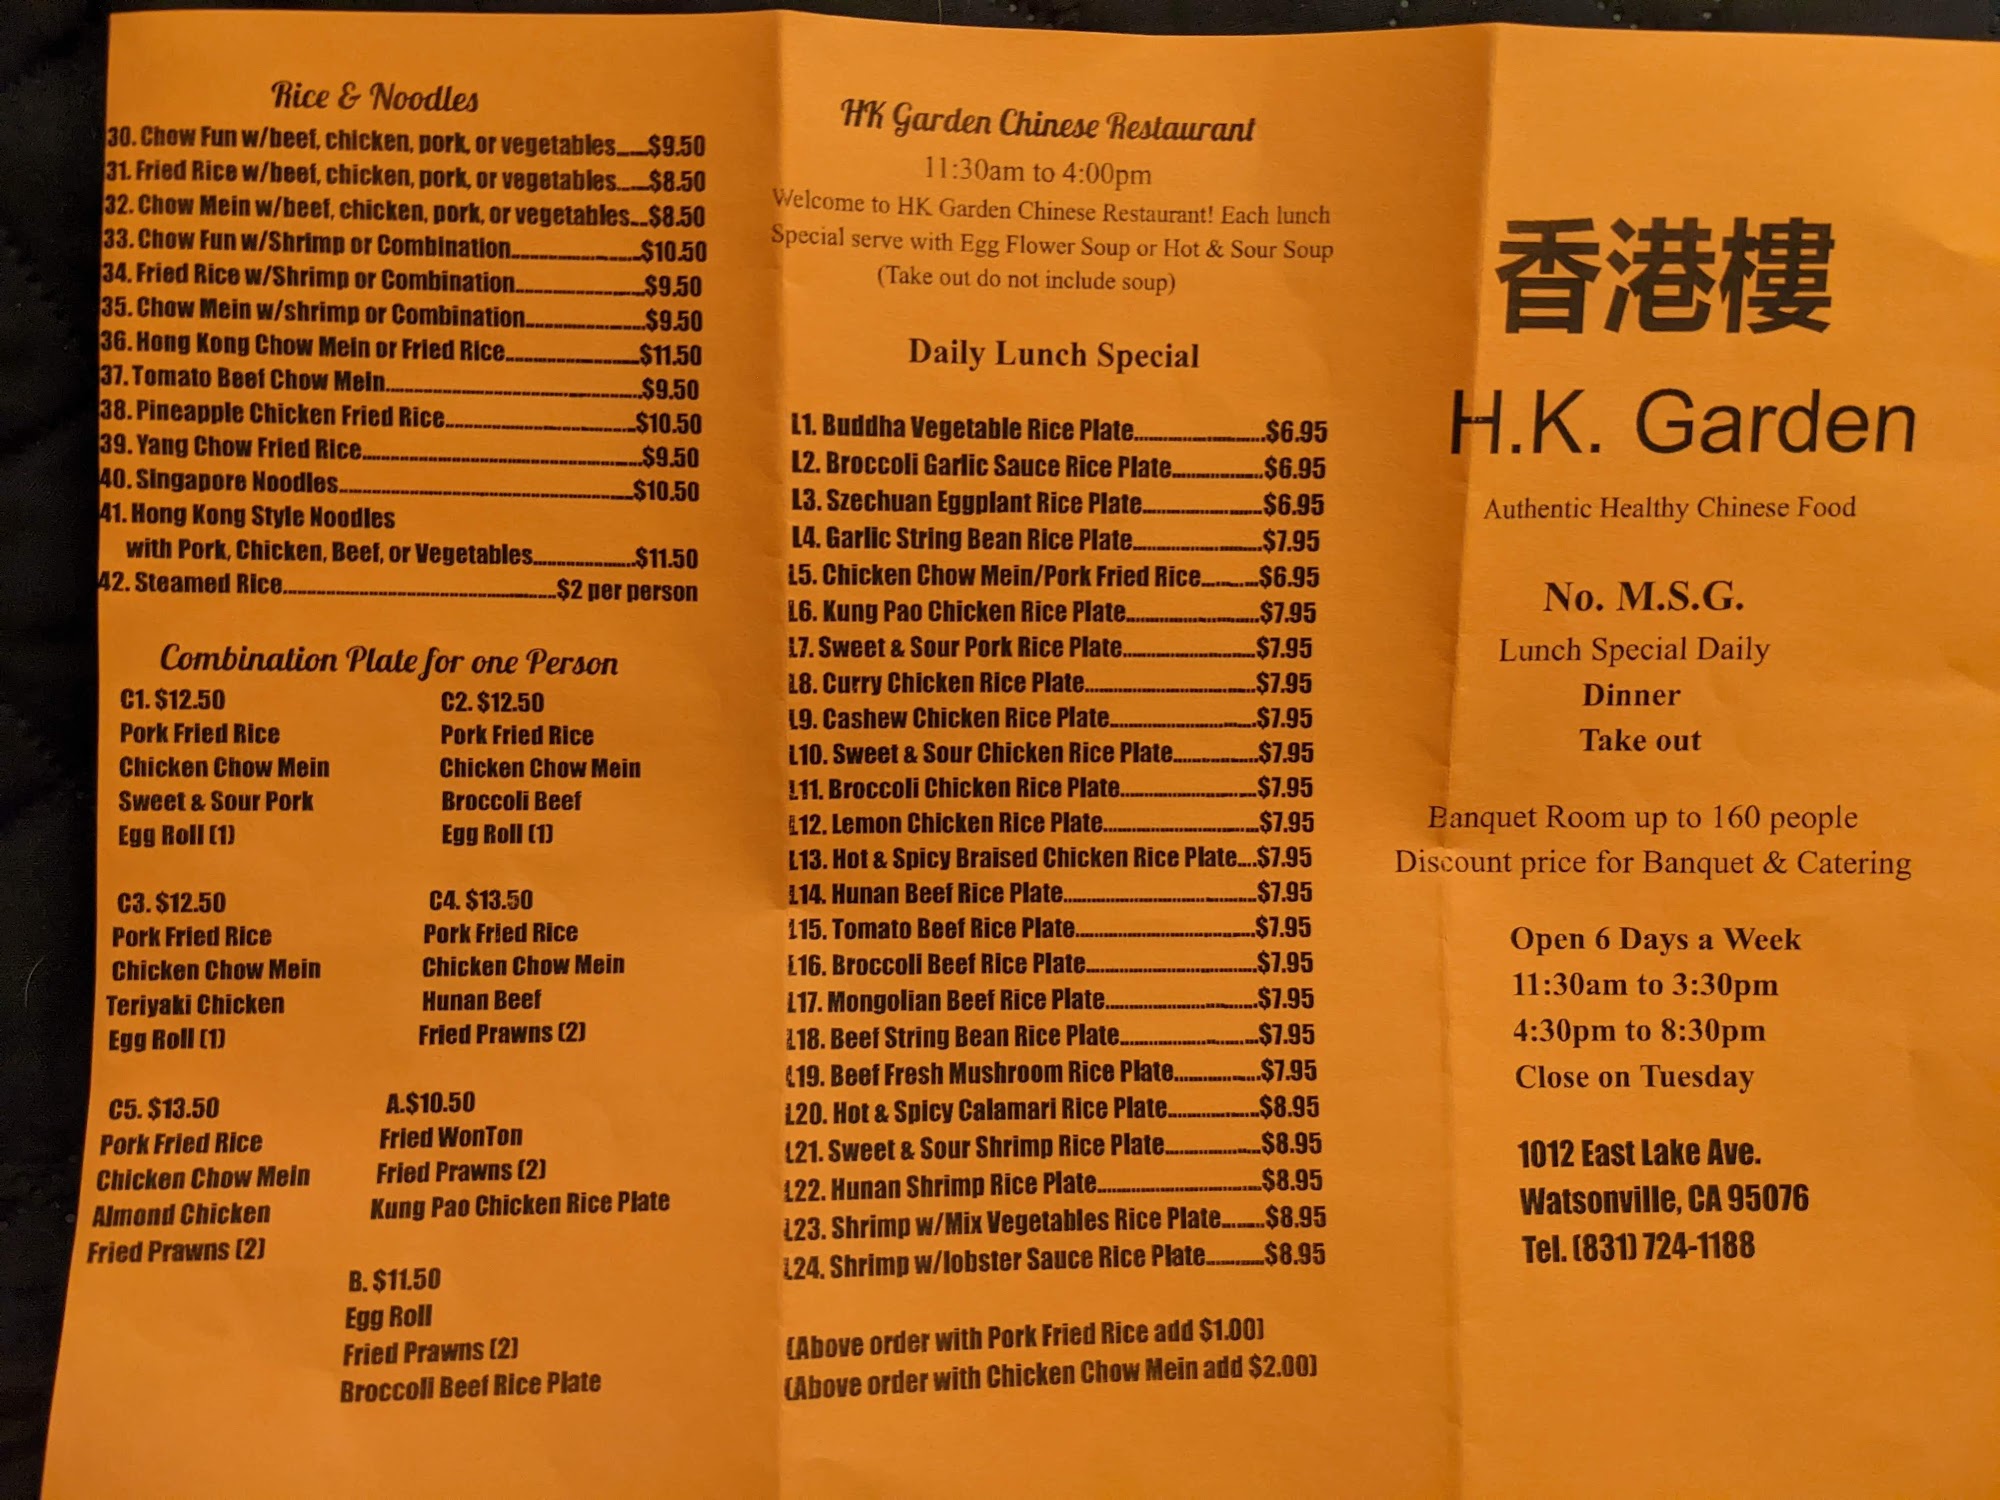 Rice & Noodles
30. Chow Fun w/beef, chicken, pork, or vegetables.....$9.50
31. Fried Rice w/beef, chicken, pork, or vegetables.....$8.50
32. Chow Mein w/beef, chicken, pork, or vegetables...$8.50
33. Chow Fun w/Shrimp or Combination..........$10.50
34. Fried Rice w/Shrimp or Combination..........$9.50
35. Chow Mein w/shrimp or Combination..........$9.50
36. Hong Kong Chow Mein or Fried Rice..........$11.50
37. Tomato Beef Chow Mein..........$9.50
38. Pineapple Chicken Fried Rice..........$10.50
39. Yang Chow Fried Rice..........$9.50
40. Singapore Noodles..........$10.50
41. Hong Kong Style Noodles
with Pork, Chicken, Beef, or Vegetables..........$11.50
42. Steamed Rice..........$2 per person
Combination Plate for one Person
C1. $12.50
Pork Fried Rice
Chicken Chow Mein
Sweet & Sour Pork
Egg Roll (1)
C2. $12.50
Pork Fried Rice
Chicken Chow Mein
Broccoli Beef
Egg Roll (1)
C3. $12.50
Pork Fried Rice
Chicken Chow Mein
Teriyaki Chicken
Egg Roll (1)
C4. $13.50
Pork Fried Rice
Chicken Chow Mein
Hunan Beef
Fried Prawns (2)
C5. $13.50
Pork Fried Rice
Chicken Chow Mein
Almond Chicken
Fried Prawns (2)
A.$10.50
Fried WonTon
Fried Prawns (2)
Kung Pao Chicken Rice Plate
B. $11.50
Egg Roll
Fried Prawns (2)
Broccoli Beef Rice Plate
HK Garden Chinese Restaurant
11:30am to 4:00pm
Welcome to HK Garden Chinese Restaurant! Each lunch
Special serve with Egg Flower Soup or Hot & Sour Soup
(Take out do not include soup)
Daily Lunch Special
L1. Buddha Vegetable Rice Plate..........$6.95
L2. Broccoli Garlic Sauce Rice Plate..........$6.95
L3. Szechuan Eggplant Rice Plate..........$6.95
L4. Garlic String Bean Rice Plate..........$7.95
L5. Chicken Chow Mein/Pork Fried Rice..........$6.95
L6. Kung Pao Chicken Rice Plate..........$7.95
L7. Sweet & Sour Pork Rice Plate..........$7.95
L8. Curry Chicken Rice Plate..........$7.95
L9. Cashew Chicken Rice Plate..........$7.95
L10. Sweet & Sour Chicken Rice Plate..........$7.95
L11. Broccoli Chicken Rice Plate..........$7.95
L12. Lemon Chicken Rice Plate..........$7.95
L13. Hot & Spicy Braised Chicken Rice Plate....$7.95
L14. Hunan Beef Rice Plate..........$7.95
L15. Tomato Beef Rice Plate..........$7.95
L16. Broccoli Beef Rice Plate..........$7.95
L17. Mongolian Beef Rice Plate..........$7.95
L18. Beef String Bean Rice Plate..........$7.95
L19. Beef Fresh Mushroom Rice Plate..........$7.95
L20. Hot & Spicy Calamari Rice Plate..........$8.95
L21. Sweet & Sour Shrimp Rice Plate..........$8.95
L22. Hunan Shrimp Rice Plate..........$8.95
L23. Shrimp w/Mix Vegetables Rice Plate........$8.95
L24. Shrimp w/lobster Sauce Rice Plate..........$8.95
(Above order with Pork Fried Rice add $1.00)
(Above order with Chicken Chow Mein add $2.00)
香港樓
H.K. Garden
Authentic Healthy Chinese Food
No. M.S.G.
Lunch Special Daily
Dinner
Take out
Banquet Room up to 160 people
Discount price for Banquet & Catering
Open 6 Days a Week
11:30am to 3:30pm
4:30pm to 8:30pm
Close on Tuesday
1012 East Lake Ave.
Watsonville, CA 95076
Tel. (831) 724-1188